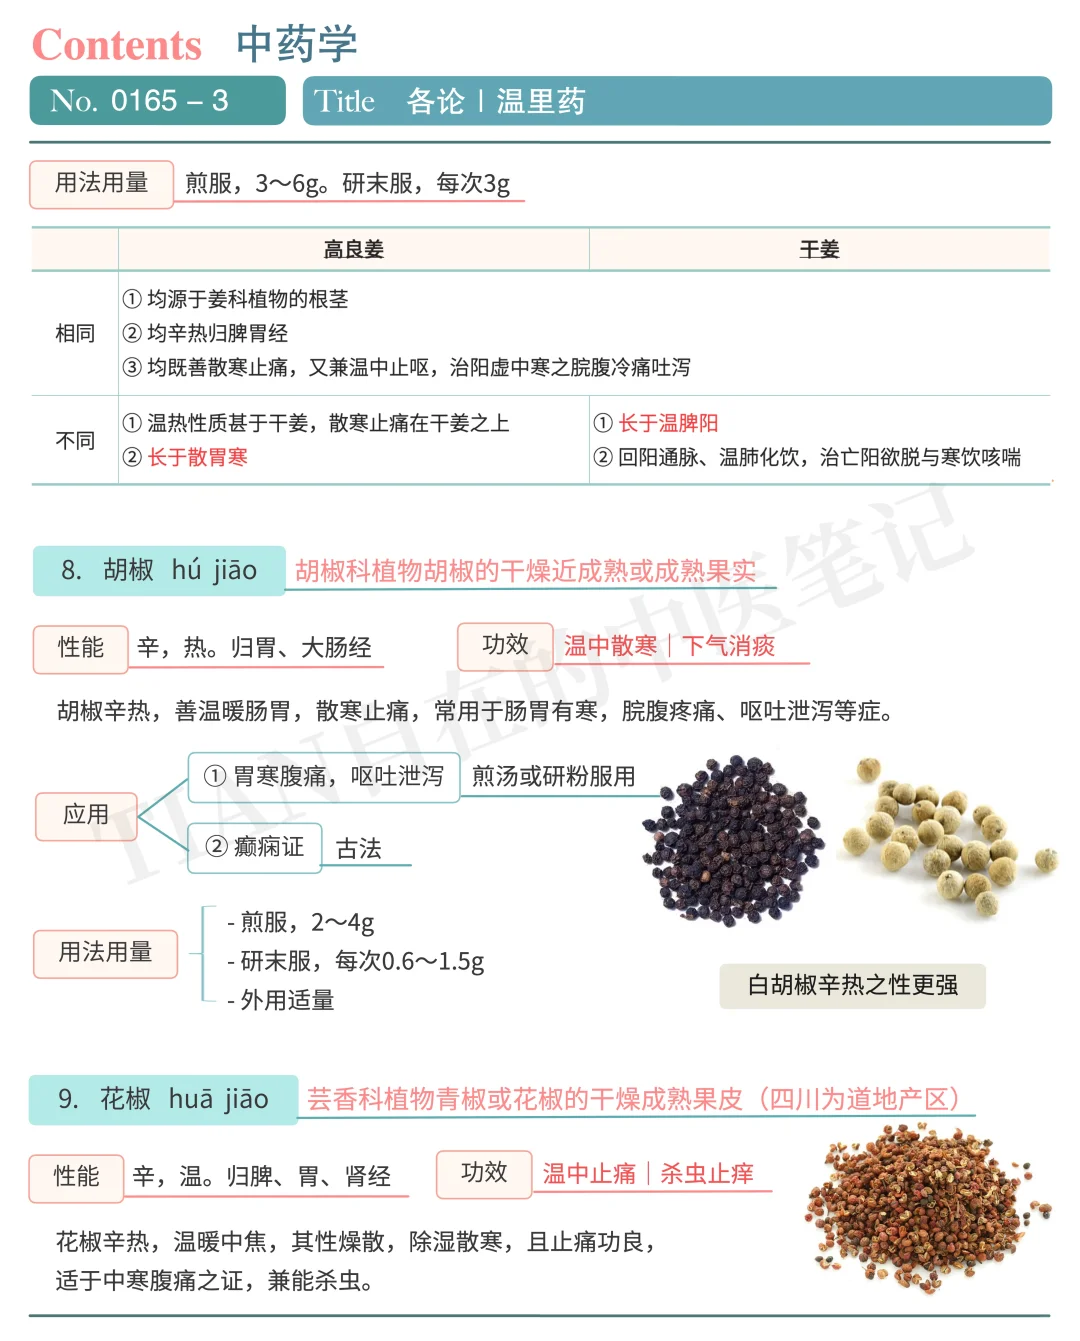 Contents 中药学
No. 0165 – 3
Title 各论 | 温里药
用法用量 煎服，3～6g。研末服，每次3g
高良姜 干姜
相同
① 均源于姜科植物的根茎
② 均辛热归脾胃经
③ 均既善散寒止痛，又兼温中止呕，治阳虚中寒之脘腹冷痛吐泻
不同
① 温热性质甚于干姜，散寒止痛在干姜之上
② 长于散胃寒
① 长于温脾阳
② 回阳通脉、温肺化饮，治亡阳欲脱与寒饮咳喘
8. 胡椒 hú jiāo 胡椒科植物胡椒的干燥近成熟或成熟果实
性能 辛，热。归胃、大肠经
功效 温中散寒｜下气消痰
胡椒辛热，善温暖肠胃，散寒止痛，常用于肠胃有寒，脘腹疼痛、呕吐泄泻等症。
应用
① 胃寒腹痛，呕吐泄泻 煎汤或研粉服用
② 癫痫证 古法
用法用量
- 煎服，2～4g
- 研末服，每次0.6～1.5g
- 外用适量
白胡椒辛热之性更强
9. 花椒 huā jiāo 芸香科植物青椒或花椒的干燥成熟果皮（四川为道地产区）
性能 辛，温。归脾、胃、肾经
功效 温中止痛｜杀虫止痒
花椒辛热，温暖中焦，其性燥散，除湿散寒，且止痛功良，
适于中寒腹痛之证，兼能杀虫。
TIAN自在的中医笔记